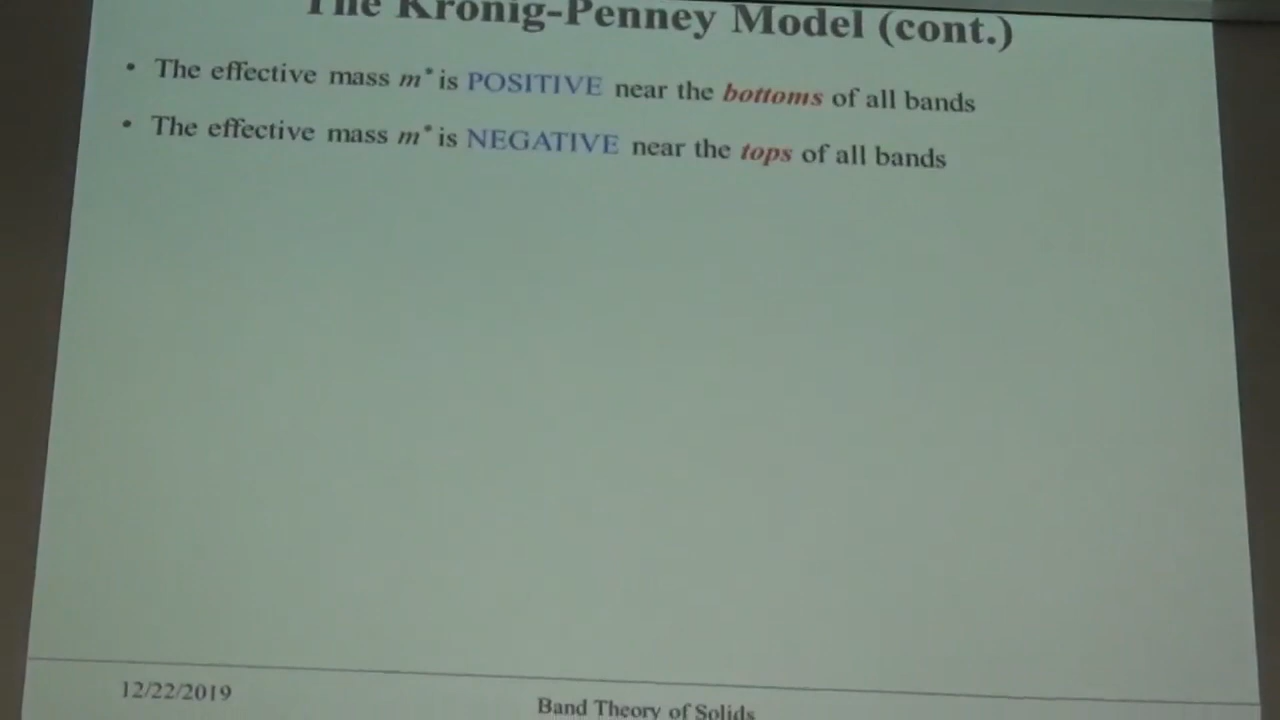 The Kronig-Penney Model (cont.)
• The effective mass m* is POSITIVE near the bottoms of all bands
• The effective mass m* is NEGATIVE near the tops of all bands
12/22/2019
Band Theory of Solids